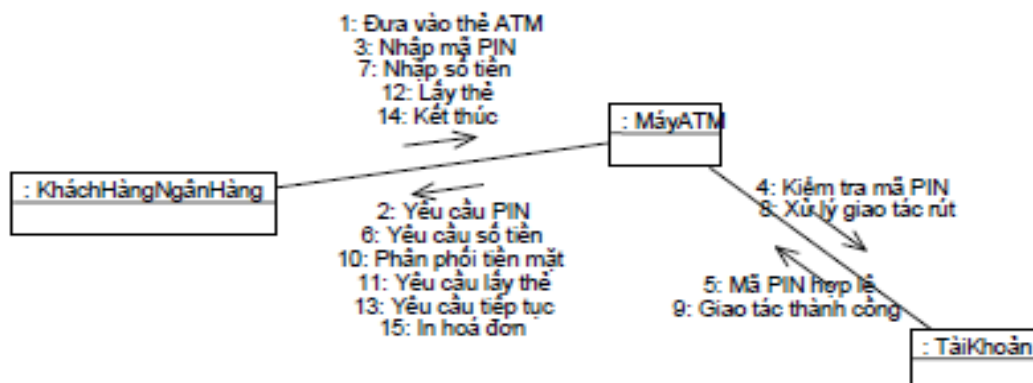 1: Đưa vào thẻ ATM
3: Nhập mã PIN
7: Nhập số tiền
12: Lấy thẻ
14: Kết thúc
: MáyATM
: KháchHàngNgânHàng
2: Yêu cầu PIN
6: Yêu cầu số tiền
10: Phân phối tiền mặt
11: Yêu cầu lấy thẻ
13: Yêu cầu tiếp tục
15: In hoá đơn
4: Kiểm tra mã PIN
8: Xử lý giao tác rút
5: Mã PIN hợp lệ
9: Giao tác thành công
: TàiKhoản